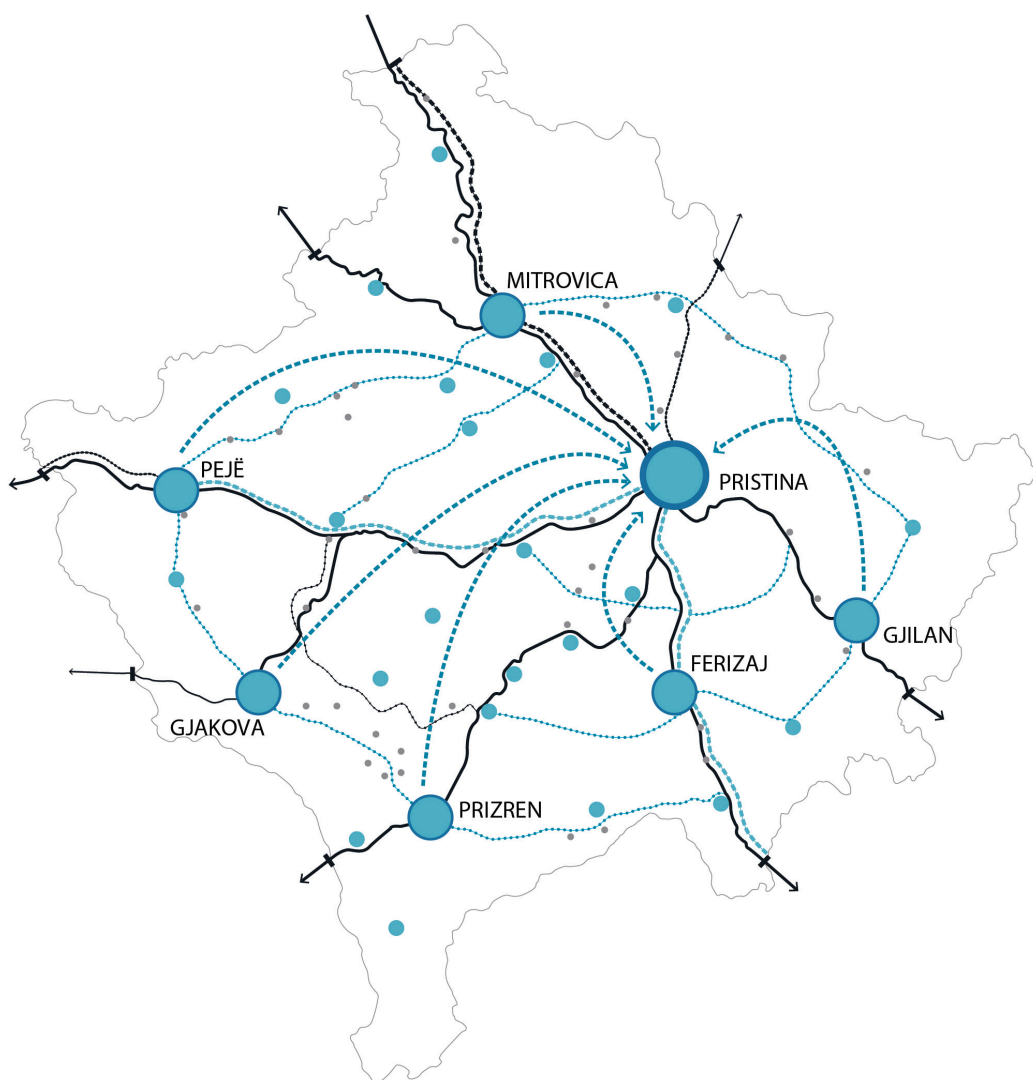 MITROVICA
PEJË
PRISTINA
GJILAN
FERIZAJ
GJAKOVA
PRIZREN